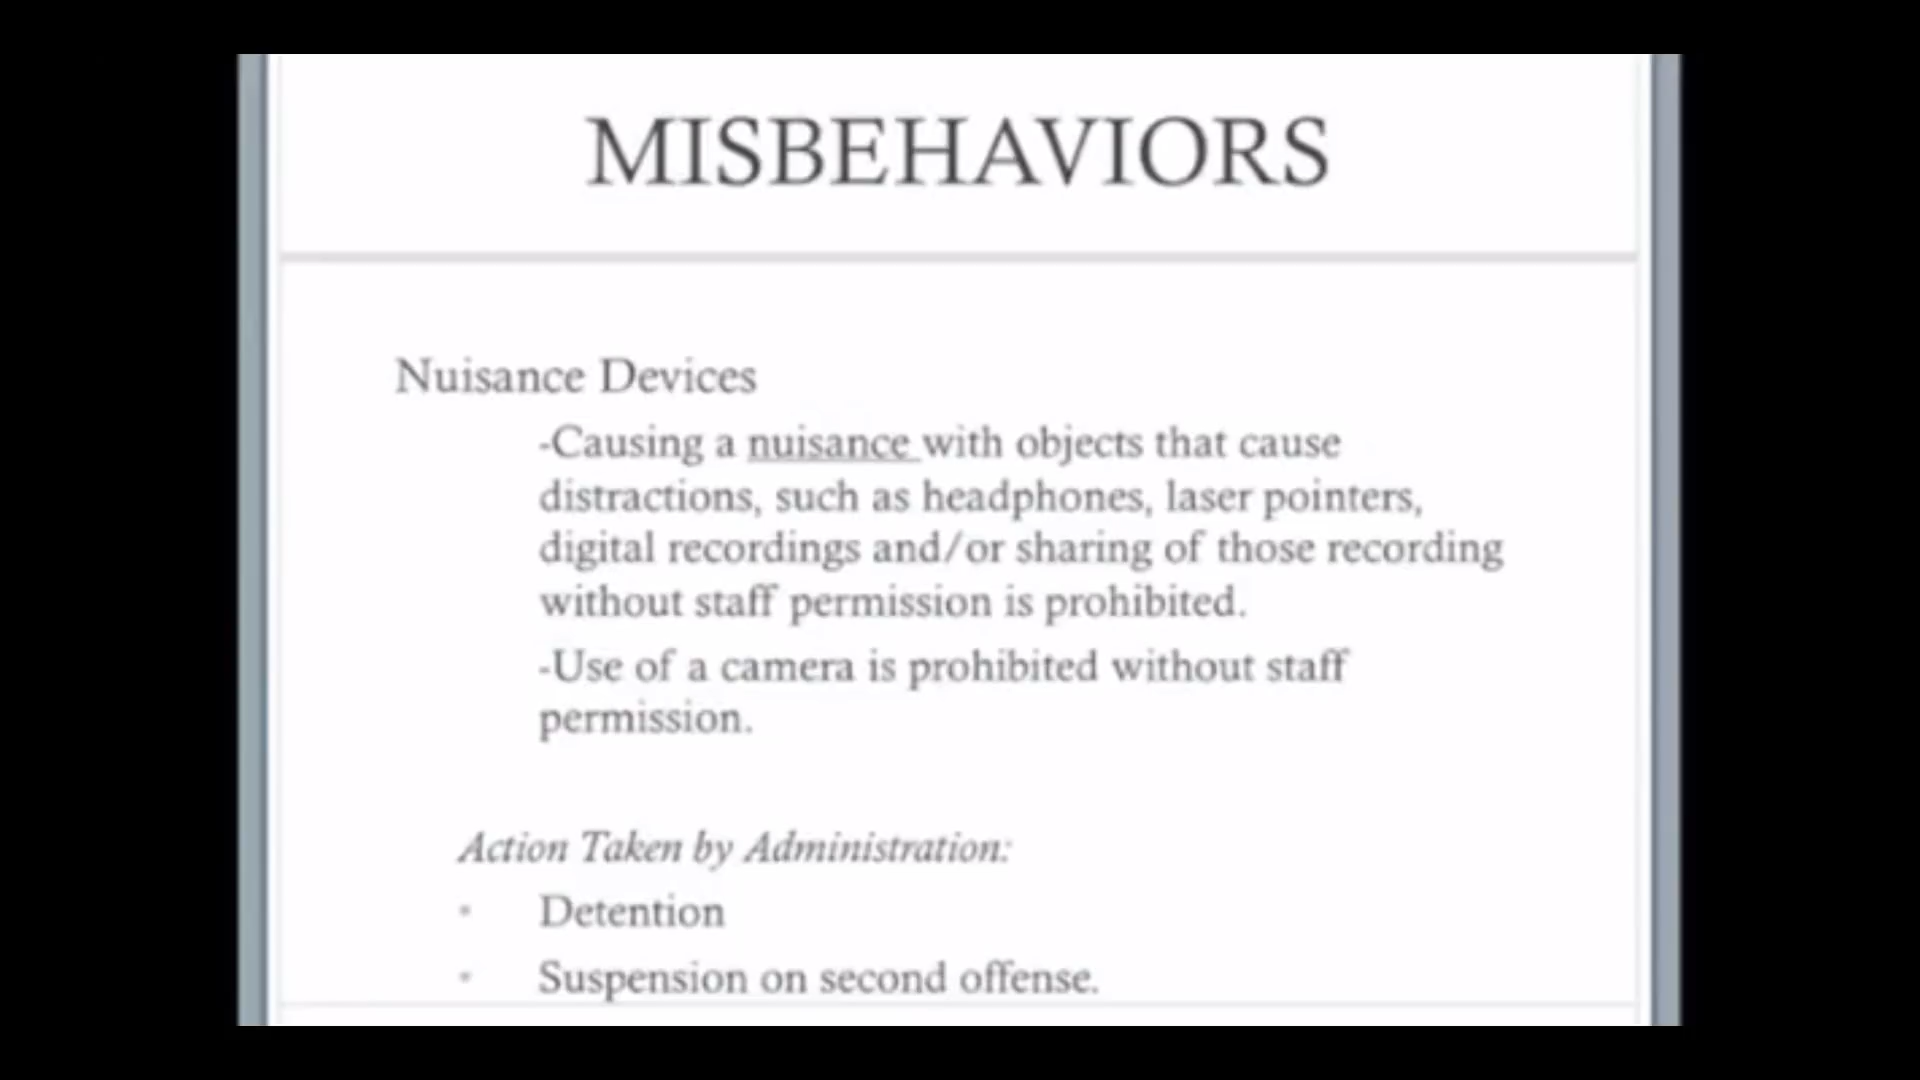 MISBEHAVIORS
Nuisance Devices
-Causing a nuisance with objects that cause
distractions, such as headphones, laser pointers,
digital recordings and/or sharing of those recording
without staff permission is prohibited.
-Use of a camera is prohibited without staff
permission.
Action Taken by Administration:
• Detention
• Suspension on second offense.